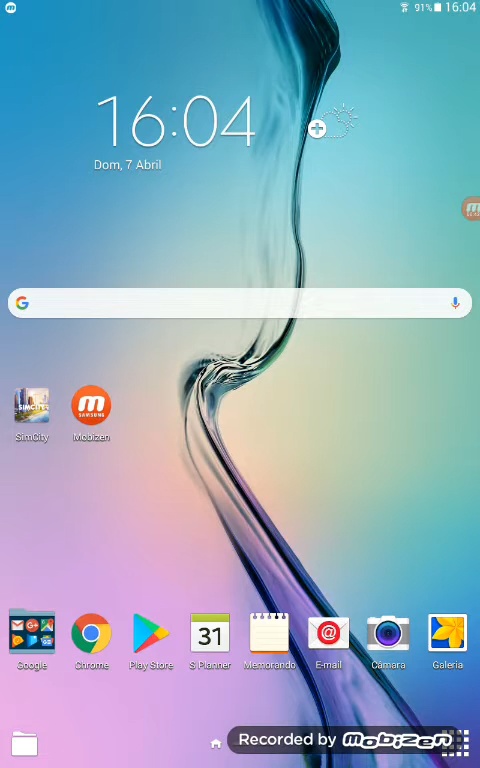 91% 16:04
16:04
Dom, 7 Abril
SimCity
Mobizen
SAMSUNG
31
Google
Chrome
Play Store
S Planner
Memorando
E-mail
Câmara
Galeria
Recorded by mobizen